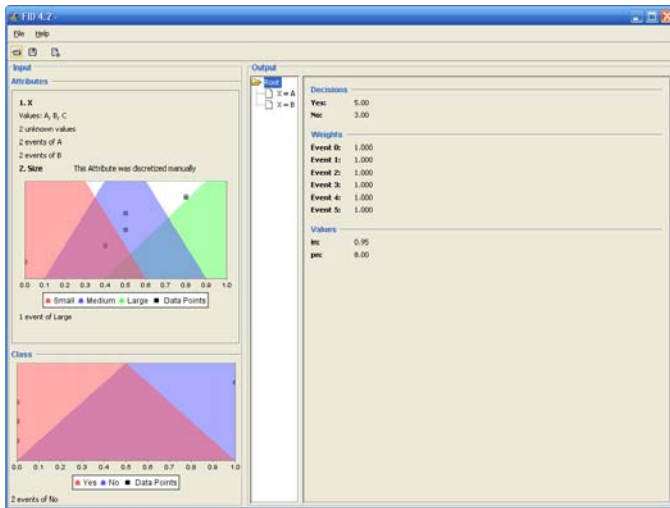 FID 4.2 -
File Help
Input
Attributes
1. X
Values: A, B, C
2 unknown values
2 events of A
2 events of B
2. Size This Attribute was discretized manually
0.0 0.1 0.2 0.3 0.4 0.5 0.6 0.7 0.8 0.9 1.0
Small Medium Large Data Points
1 event of Large
Class
0.0 0.1 0.2 0.3 0.4 0.5 0.6 0.7 0.8 0.9 1.0
Yes No Data Points
2 events of No
Output
Root
X = A
X = B
Decisions
Yes: 5.00
No: 3.00
Weights
Event 0: 1.000
Event 1: 1.000
Event 2: 1.000
Event 3: 1.000
Event 4: 1.000
Event 5: 1.000
Values
in: 0.95
pn: 8.00